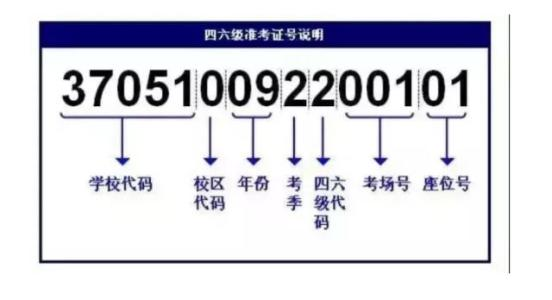 四六级准考证号说明
370510092200101
学校代码 校区代码 年份 考季 四六级代码 考场号 座位号